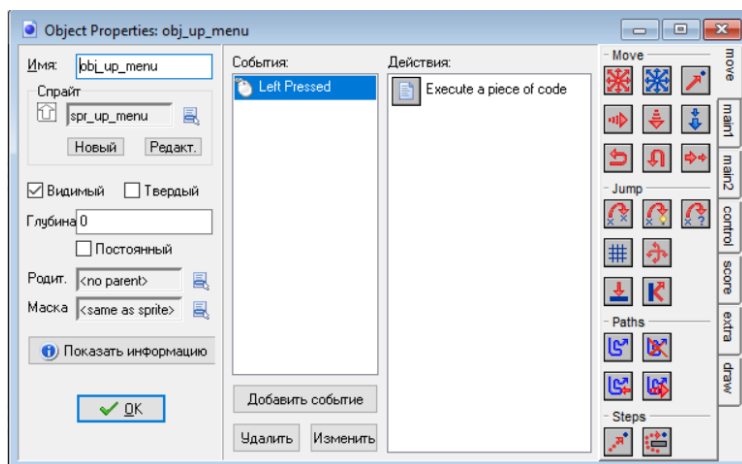 Object Properties: obj_up_menu
Имя: obj_up_menu
Спрайт
spr_up_menu
Новый Редакт.
Видимый Твердый
Глубина 0
Постоянный
Родит. <no parent>
Маска <same as sprite>
Показать информацию
OK
События:
Left Pressed
Добавить событие
Удалить Изменить
Действия:
Execute a piece of code
Move
Jump
Paths
Steps
move
main1
main2
control
score
extra
draw